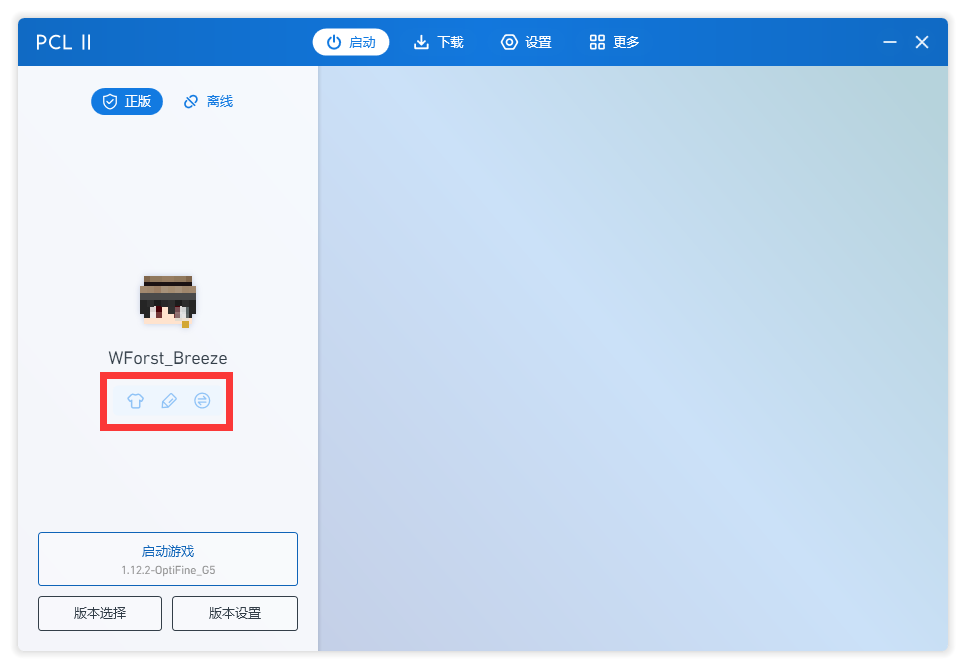 PCL II
启动 下载 设置 更多
正版 离线
WForst_Breeze
启动游戏
1.12.2-OptiFine_G5
版本选择 版本设置